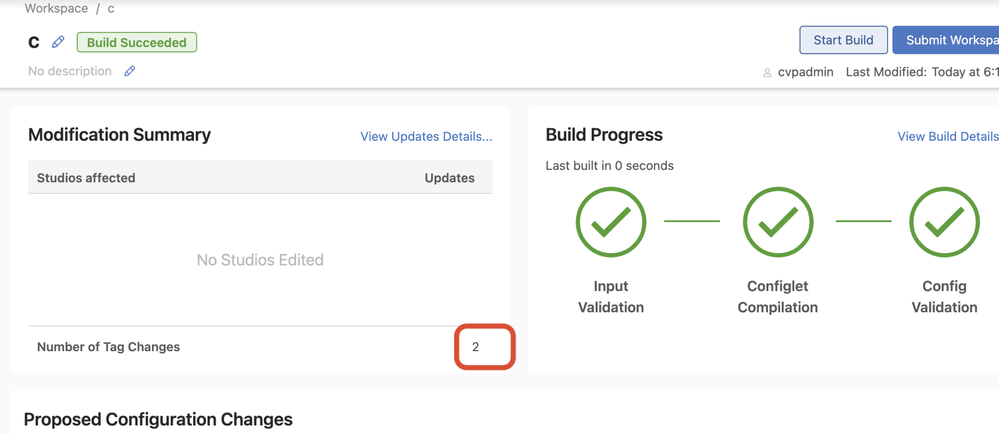 Workspace / c
c
Build Succeeded
Start Build
Submit Workspa
No description
cvpadmin
Last Modified: Today at 6:1
Modification Summary
View Updates Details...
Studios affected
Updates
No Studios Edited
Number of Tag Changes
2
Build Progress
View Build Details
Last built in 0 seconds
Input
Validation
Configlet
Compilation
Config
Validation
Proposed Configuration Changes